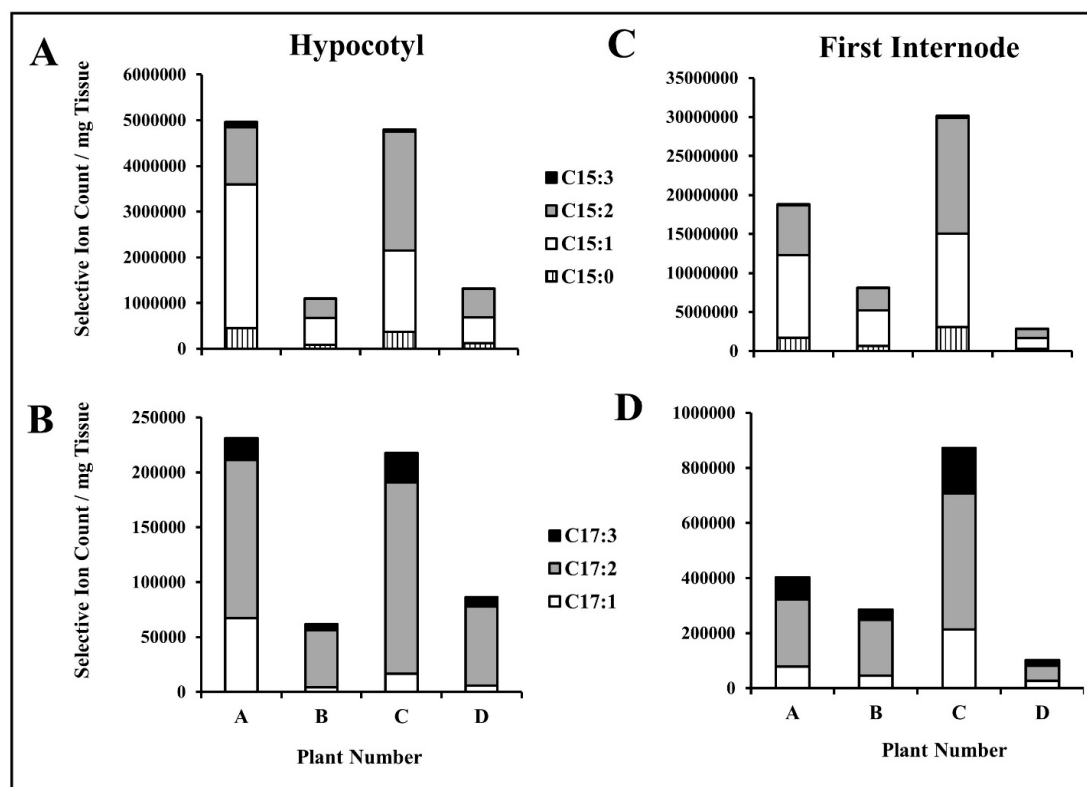 A
Hypocotyl
Selective Ion Count / mg Tissue
6000000
5000000
4000000
3000000
2000000
1000000
0
C15:3
C15:2
C15:1
C15:0
C
First Internode
35000000
30000000
25000000
20000000
15000000
10000000
5000000
0
B
Selective Ion Count / mg Tissue
250000
200000
150000
100000
50000
0
A B C D
Plant Number
C17:3
C17:2
C17:1
D
1000000
800000
600000
400000
200000
0
A B C D
Plant Number